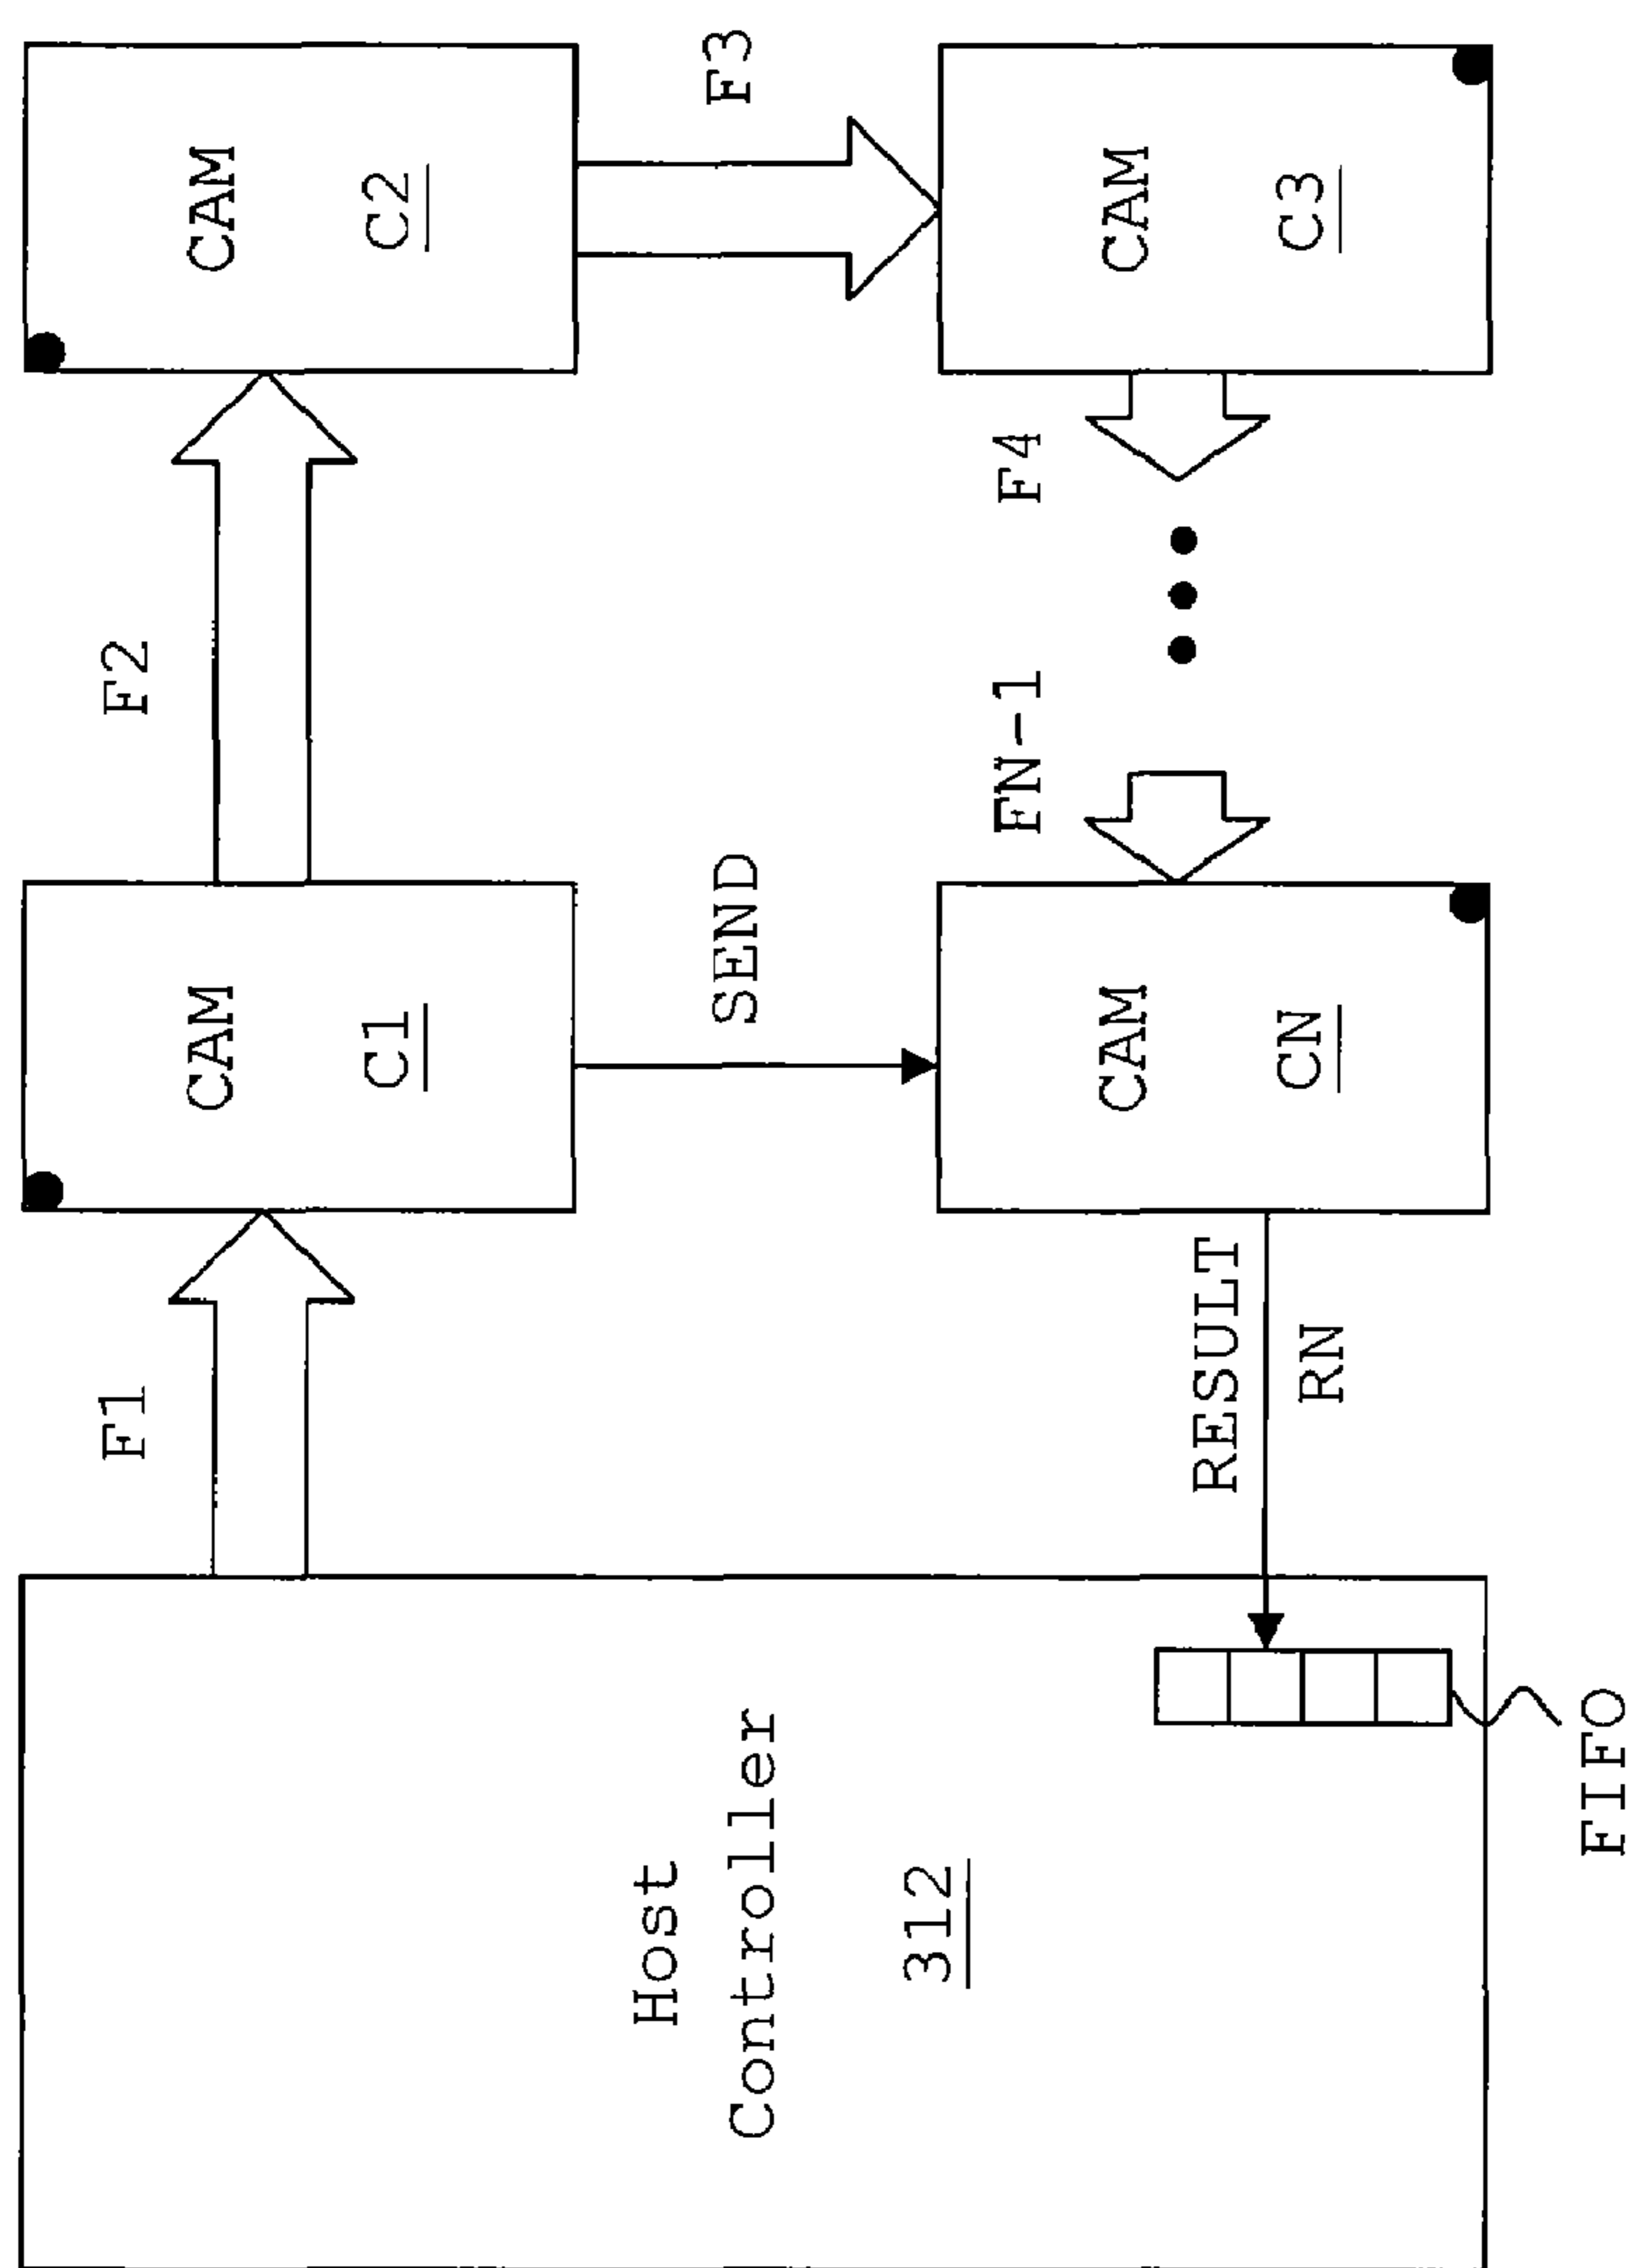 F1
F2
CAM
C1
CAM
C2
Host
Controller
312
SEND
F3
FN-1
F4
CAM
CN
CAM
C3
RESULT
RN
FIFO